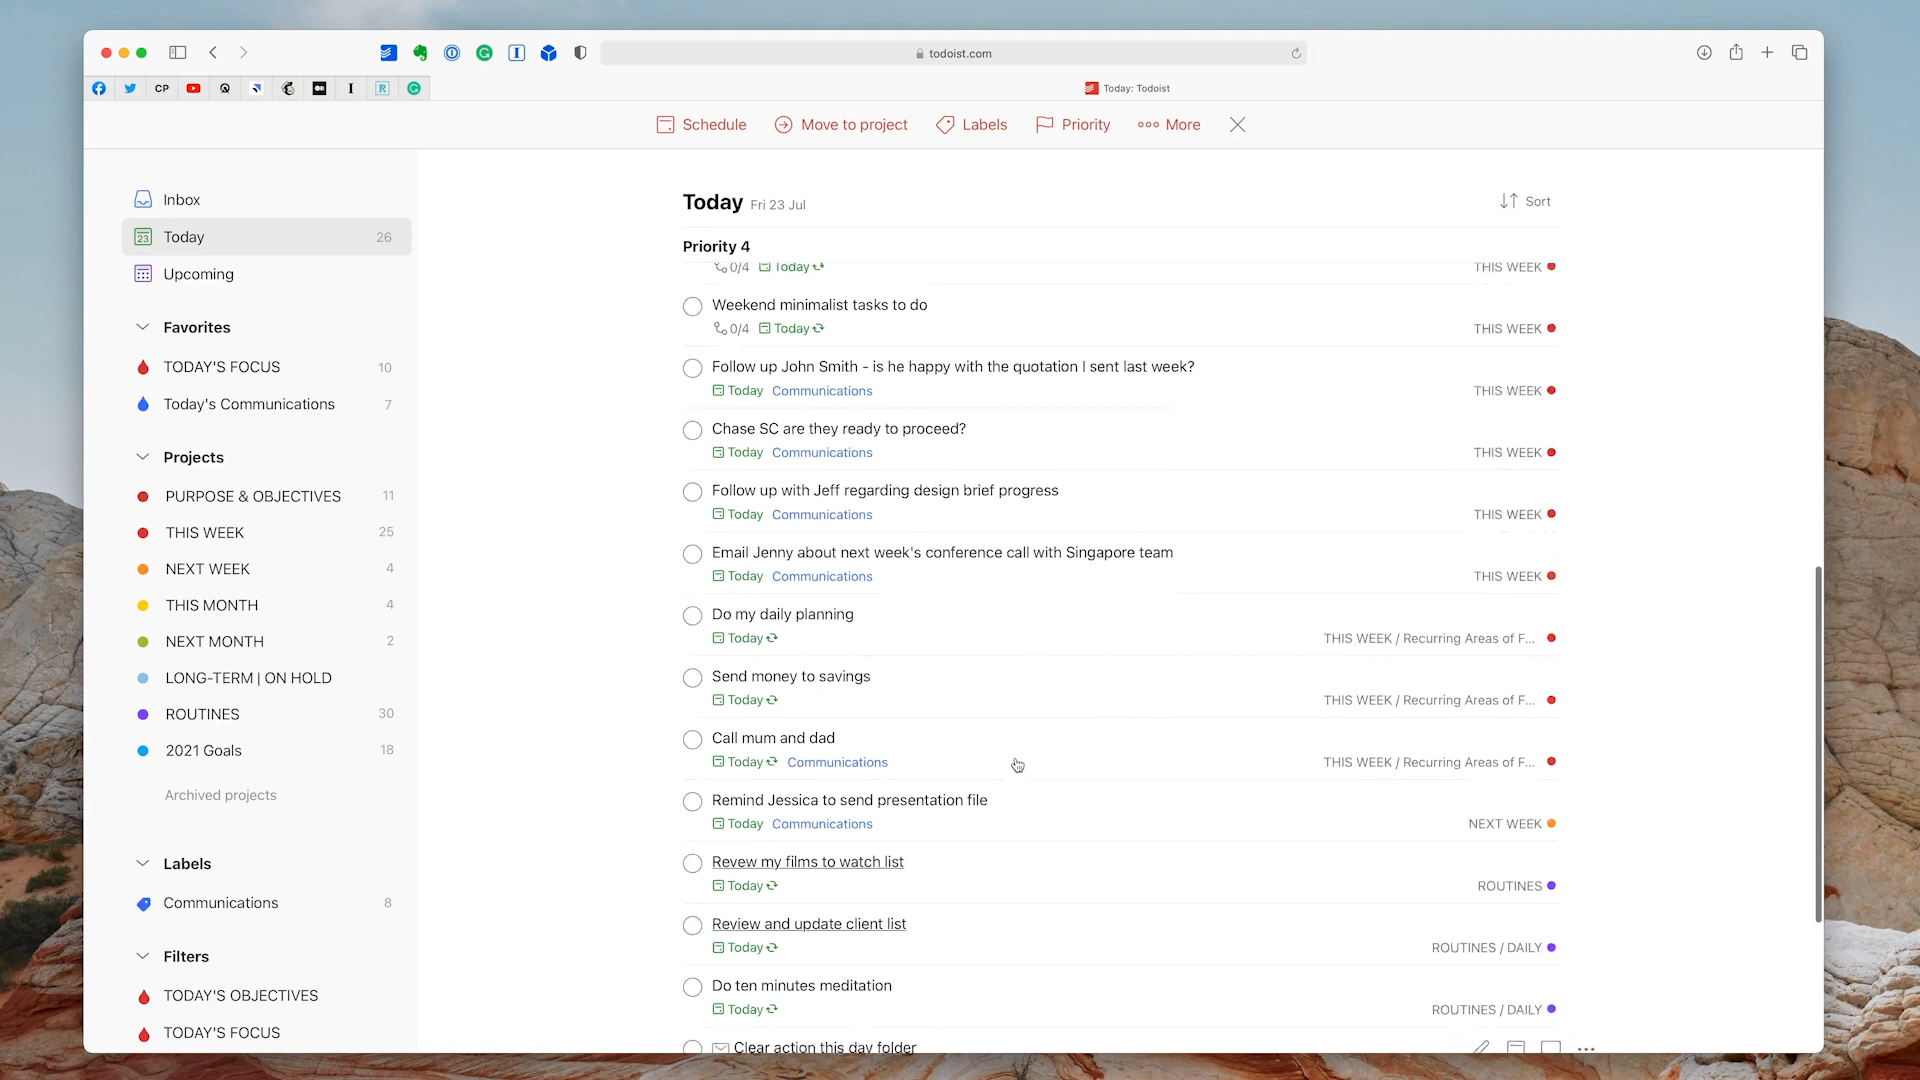 todoist.com
CP
I
R
Today: Todoist
Schedule
Move to project
Labels
Priority
More
Inbox
Today 26
Upcoming
Favorites
TODAY'S FOCUS 10
Today's Communications 7
Projects
PURPOSE & OBJECTIVES 11
THIS WEEK 25
NEXT WEEK 4
THIS MONTH 4
NEXT MONTH 2
LONG-TERM | ON HOLD
ROUTINES 30
2021 Goals 18
Archived projects
Labels
Communications 8
Filters
TODAY'S OBJECTIVES
TODAY'S FOCUS
Today Fri 23 Jul
Sort
Priority 4
0/4 Today THIS WEEK
Weekend minimalist tasks to do
0/4 Today THIS WEEK
Follow up John Smith - is he happy with the quotation I sent last week?
Today Communications THIS WEEK
Chase SC are they ready to proceed?
Today Communications THIS WEEK
Follow up with Jeff regarding design brief progress
Today Communications THIS WEEK
Email Jenny about next week's conference call with Singapore team
Today Communications THIS WEEK
Do my daily planning
Today THIS WEEK / Recurring Areas of F...
Send money to savings
Today THIS WEEK / Recurring Areas of F...
Call mum and dad
Today Communications THIS WEEK / Recurring Areas of F...
Remind Jessica to send presentation file
Today Communications NEXT WEEK
Revew my films to watch list
Today ROUTINES
Review and update client list
Today ROUTINES / DAILY
Do ten minutes meditation
Today ROUTINES / DAILY
Clear action this day folder